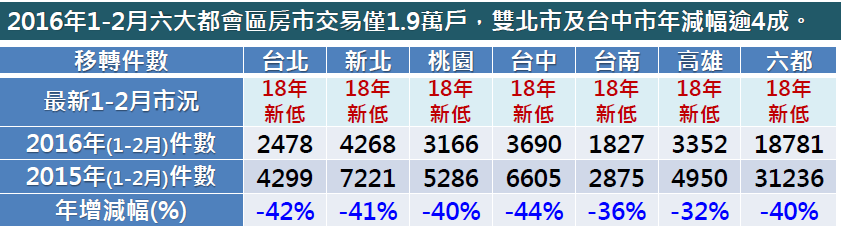 2016年1-2月六大都會區房市交易僅1.9萬戶，雙北市及台中市年減幅逾4成。
移轉件數 台北 新北 桃園 台中 台南 高雄 六都
最新1-2月市況 18年新低 18年新低 18年新低 18年新低 18年新低 18年新低 18年新低
2016年(1-2月)件數 2478 4268 3166 3690 1827 3352 18781
2015年(1-2月)件數 4299 7221 5286 6605 2875 4950 31236
年增減幅(%) -42% -41% -40% -44% -36% -32% -40%